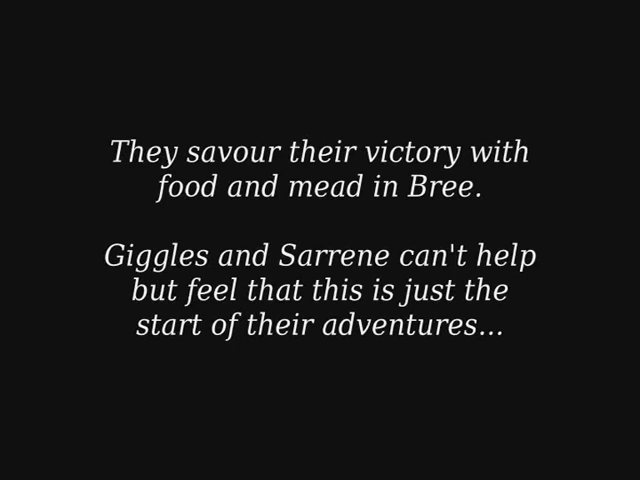 They savour their victory with
food and mead in Bree.
Giggles and Sarrene can't help
but feel that this is just the
start of their adventures...